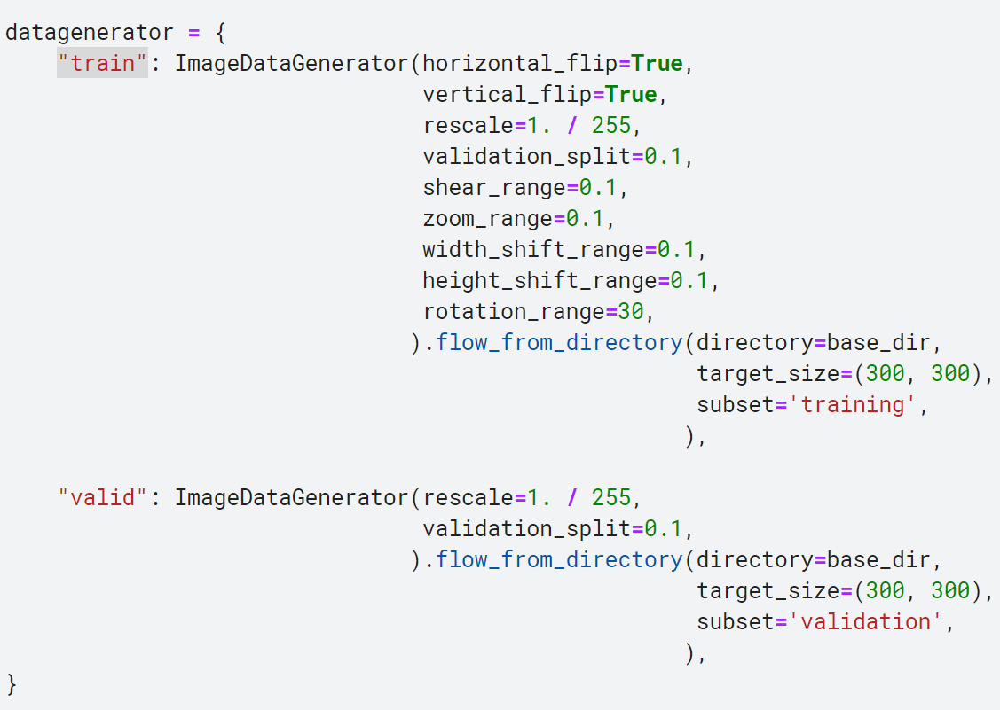 datagenerator = {
    "train": ImageDataGenerator(horizontal_flip=True,
                                vertical_flip=True,
                                rescale=1. / 255,
                                validation_split=0.1,
                                shear_range=0.1,
                                zoom_range=0.1,
                                width_shift_range=0.1,
                                height_shift_range=0.1,
                                rotation_range=30,
                               ).flow_from_directory(directory=base_dir,
                                                     target_size=(300, 300),
                                                     subset='training',
                                                    ),
    "valid": ImageDataGenerator(rescale=1. / 255,
                                validation_split=0.1,
                               ).flow_from_directory(directory=base_dir,
                                                     target_size=(300, 300),
                                                     subset='validation',
                                                    ),
}